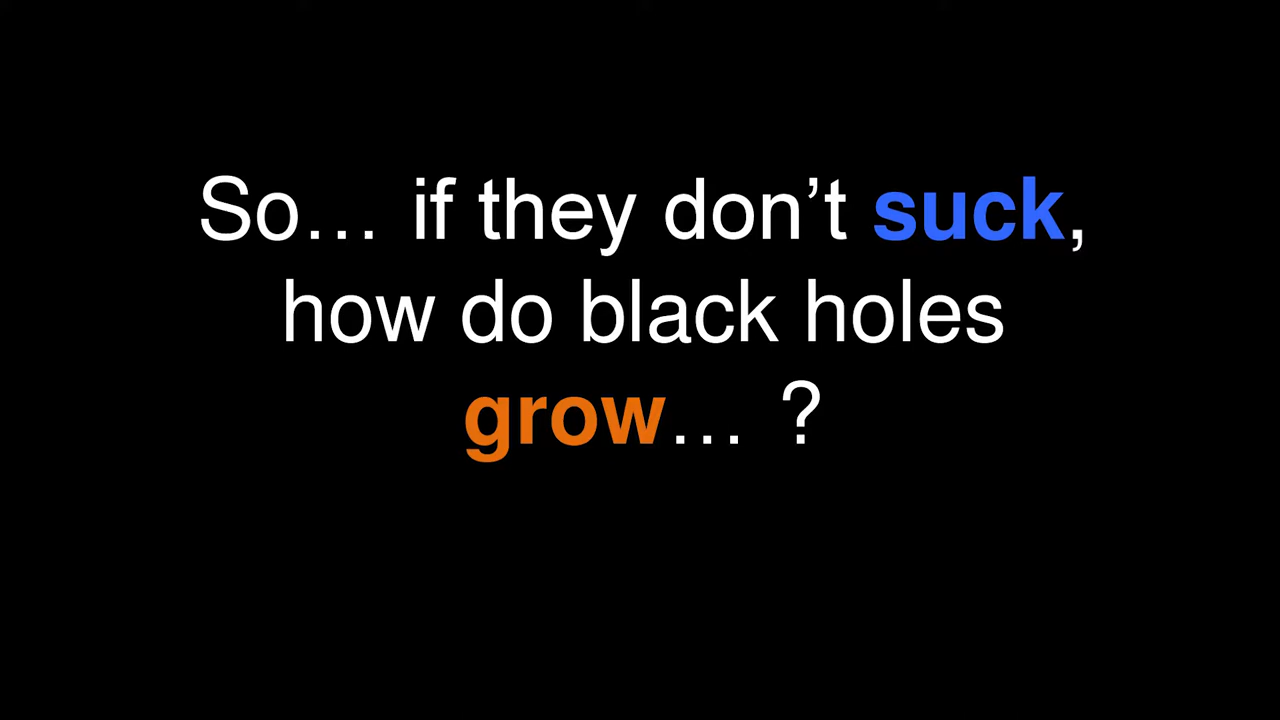 So… if they don’t suck,
how do black holes
grow… ?